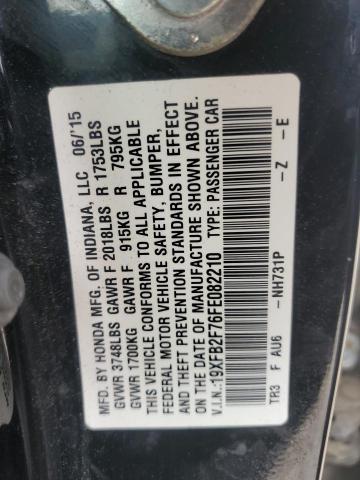 MFD. BY HONDA MFG. OF INDIANA, LLC 06/'15
GVWR 3748LBS GAWR F 2018LBS R 1753LBS
GVWR 1700KG GAWR F 915KG R 795KG
THIS VEHICLE CONFORMS TO ALL APPLICABLE
FEDERAL MOTOR VEHICLE SAFETY, BUMPER,
AND THEFT PREVENTION STANDARDS IN EFFECT
ON THE DATE OF MANUFACTURE SHOWN ABOVE.
V.I.N.:19XFB2F76FE082210 TYPE: PASSENGER CAR
TR3 F AU6 -NH731P -Z -E